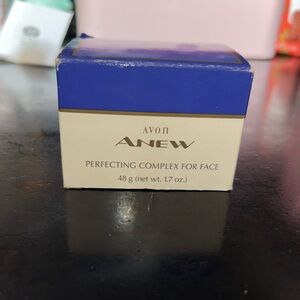 AVON
ANEW
PERFECTING COMPLEX FOR FACE
48 g (net wt. 1.7 oz.)